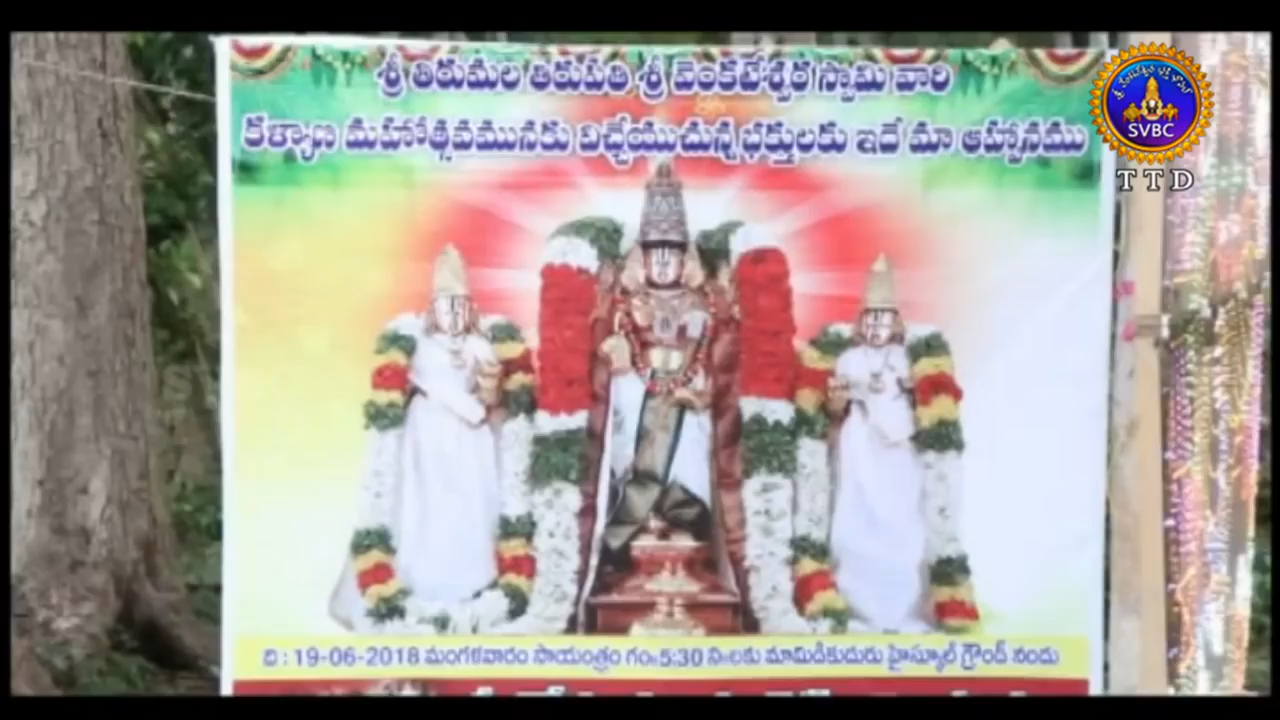 శ్రీ తిరుమల తిరుపతి శ్రీ వెంకటేశ్వర స్వామి వారి
కళ్యాణ మహోత్సవమునకు విచ్చేయుచున్న భక్తులకు ఇదే మా ఆహ్వానము
SVBC
TTD
ది : 19-06-2018 మంగళవారం సాయంత్రం గం॥5:30 ని॥లకు మామిడికుదురు హైస్కూల్ గ్రౌండ్ నందు